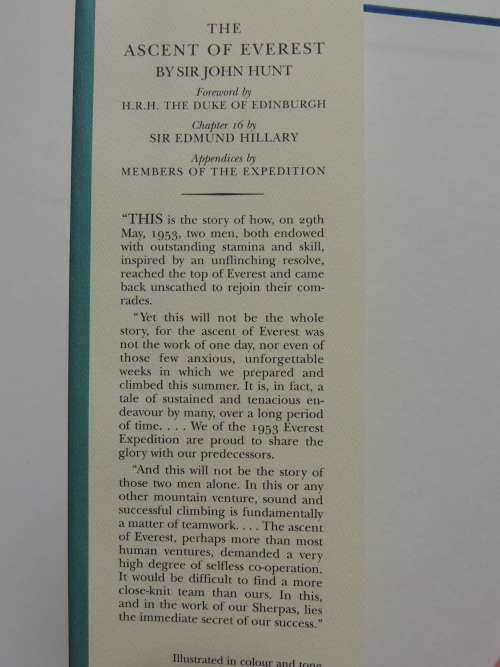 THE
ASCENT OF EVEREST
BY SIR JOHN HUNT
Foreword by
H.R.H. THE DUKE OF EDINBURGH
Chapter 16 by
SIR EDMUND HILLARY
Appendices by
MEMBERS OF THE EXPEDITION
"THIS is the story of how, on 29th
May, 1953, two men, both endowed
with outstanding stamina and skill,
inspired by an unflinching resolve,
reached the top of Everest and came
back unscathed to rejoin their com-
rades.
"Yet this will not be the whole
story, for the ascent of Everest was
not the work of one day, nor even of
those few anxious, unforgettable
weeks in which we prepared and
climbed this summer. It is, in fact, a
tale of sustained and tenacious en-
deavour by many, over a long period
of time. . . . We of the 1953 Everest
Expedition are proud to share the
glory with our predecessors.
"And this will not be the story of
those two men alone. In this or any
other mountain venture, sound and
successful climbing is fundamentally
a matter of teamwork. . . . The ascent
of Everest, perhaps more than most
human ventures, demanded a very
high degree of selfless co-operation.
It would be difficult to find a more
close-knit team than ours. In this,
and in the work of our Sherpas, lies
the immediate secret of our success."
Illustrated in colour and tone